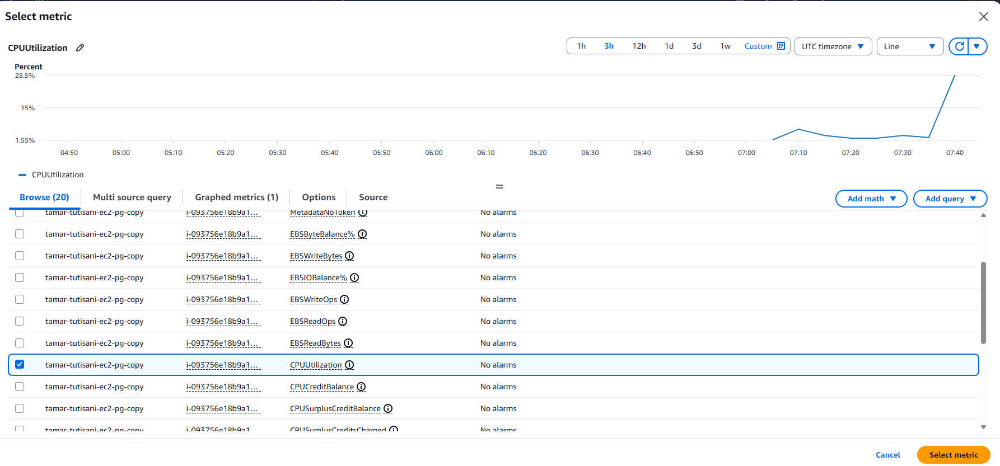 Select metric
CPUUtilization
1h 3h 12h 1d 3d 1w Custom UTC timezone Line
Percent
28.5%
15%
1.55%
04:50 05:00 05:10 05:20 05:30 05:40 05:50 06:00 06:10 06:20 06:30 06:40 06:50 07:00 07:10 07:20 07:30 07:40
CPUUtilization
Browse (20) Multi source query Graphed metrics (1) Options Source Add math Add query
tamar-tutisani-ec2-pg-copy i-093756e18b9a1... MetadataNoToken No alarms
tamar-tutisani-ec2-pg-copy i-093756e18b9a1... EBSByteBalance% No alarms
tamar-tutisani-ec2-pg-copy i-093756e18b9a1... EBSWriteBytes No alarms
tamar-tutisani-ec2-pg-copy i-093756e18b9a1... EBSIOBalance% No alarms
tamar-tutisani-ec2-pg-copy i-093756e18b9a1... EBSWriteOps No alarms
tamar-tutisani-ec2-pg-copy i-093756e18b9a1... EBSReadOps No alarms
tamar-tutisani-ec2-pg-copy i-093756e18b9a1... EBSReadBytes No alarms
tamar-tutisani-ec2-pg-copy i-093756e18b9a1... CPUUtilization No alarms
tamar-tutisani-ec2-pg-copy i-093756e18b9a1... CPUCreditBalance No alarms
tamar-tutisani-ec2-pg-copy i-093756e18b9a1... CPUSurplusCreditBalance No alarms
tamar-tutisani-ec2-pg-copy i-093756e18b9a1... CPUSurplusCreditsCharged No alarms
Cancel Select metric